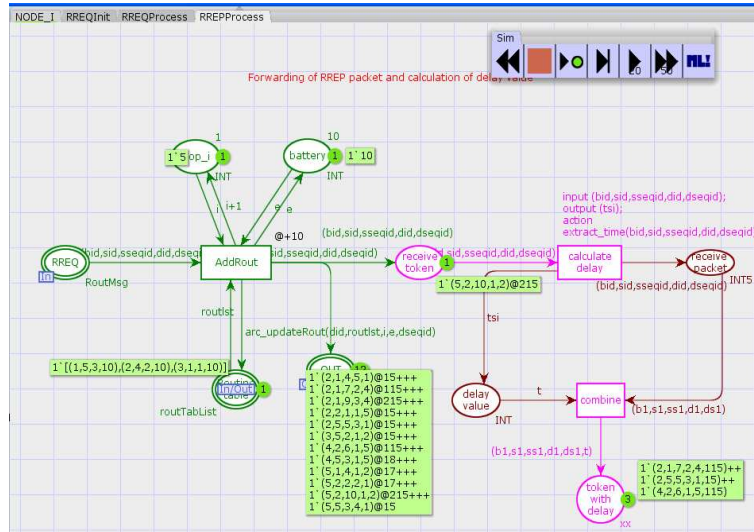 NODE_I RREQInit RREQProcess RREPProcess
Sim
Forwarding of RREP packet and calculation of delay value
1
1`5
op_i
1
INT
10
battery
1
1`10
INT
i
i+1
e
e
@+10
input (bid,sid,sseqid,did,dseqid);
output (tsi);
action
extract_time(bid,sid,sseqid,did,dseqid
(bid,sid,sseqid,did,dseqid)
RREQ
In
RoutMsg
(bid,sid,sseqid,did,dseqid)
AddRout
receive
token
1
calculate
delay
receive
packet
INT5
1`(5,2,10,1,2)@215
(bid,sid,sseqid,did,dseqid)
routlst
tsi
arc_updateRout(did,routlst,i,e,dseqid)
1`[(1,5,3,10),(2,4,2,10),(3,1,1,10)]
In/Out
table
1
routTabList
OUT
1`(2,1,4,5,1)@15+++
1`(2,1,7,2,4)@115+++
1`(2,1,9,3,4)@215+++
1`(2,2,1,1,5)@15+++
1`(2,5,5,3,1)@15+++
1`(3,5,2,1,2)@15+++
1`(4,2,6,1,5)@115+++
1`(4,5,3,1)@18+++
1`(5,1,4,1,2)@17+++
1`(5,2,2,2,1)@17+++
1`(5,2,10,1,2)@215+++
1`(5,5,3,4,1)@15
delay
value
INT
t
combine
(b1,s1,ss1,d1,ds1)
(b1,s1,ss1,d1,ds1,t)
token
with
delay
3
xx
1`(2,1,7,2,4,115)++
1`(2,5,5,3,1,15)++
1`(4,2,6,1,5,115)